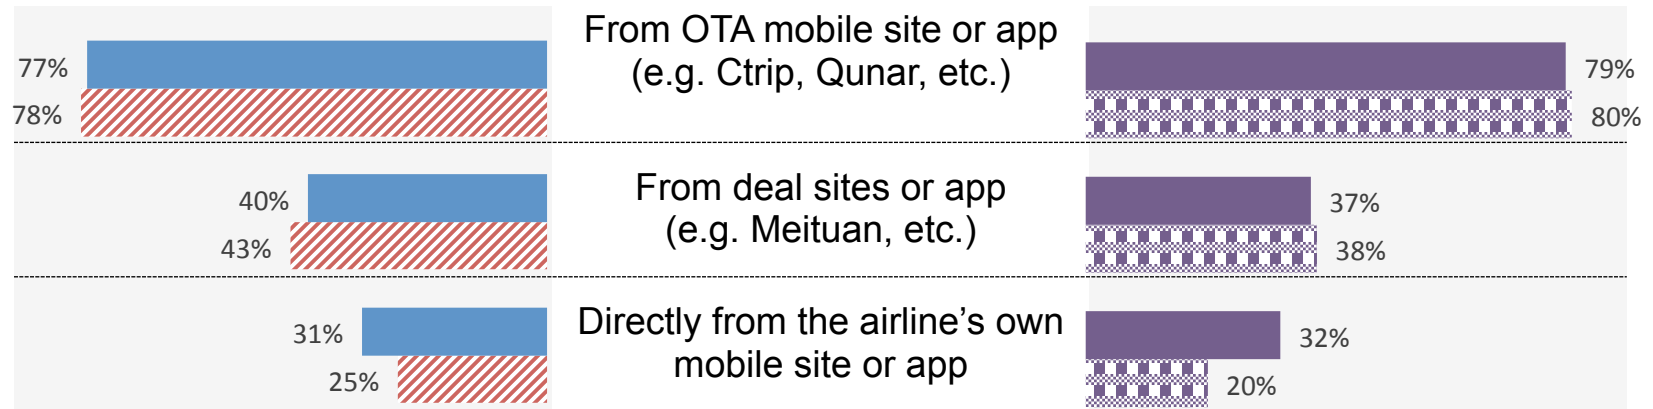 From OTA mobile site or app
(e.g. Ctrip, Qunar, etc.)
77%
79%
78%
80%
From deal sites or app
(e.g. Meituan, etc.)
40%
37%
43%
38%
Directly from the airline’s own
mobile site or app
31%
32%
25%
20%